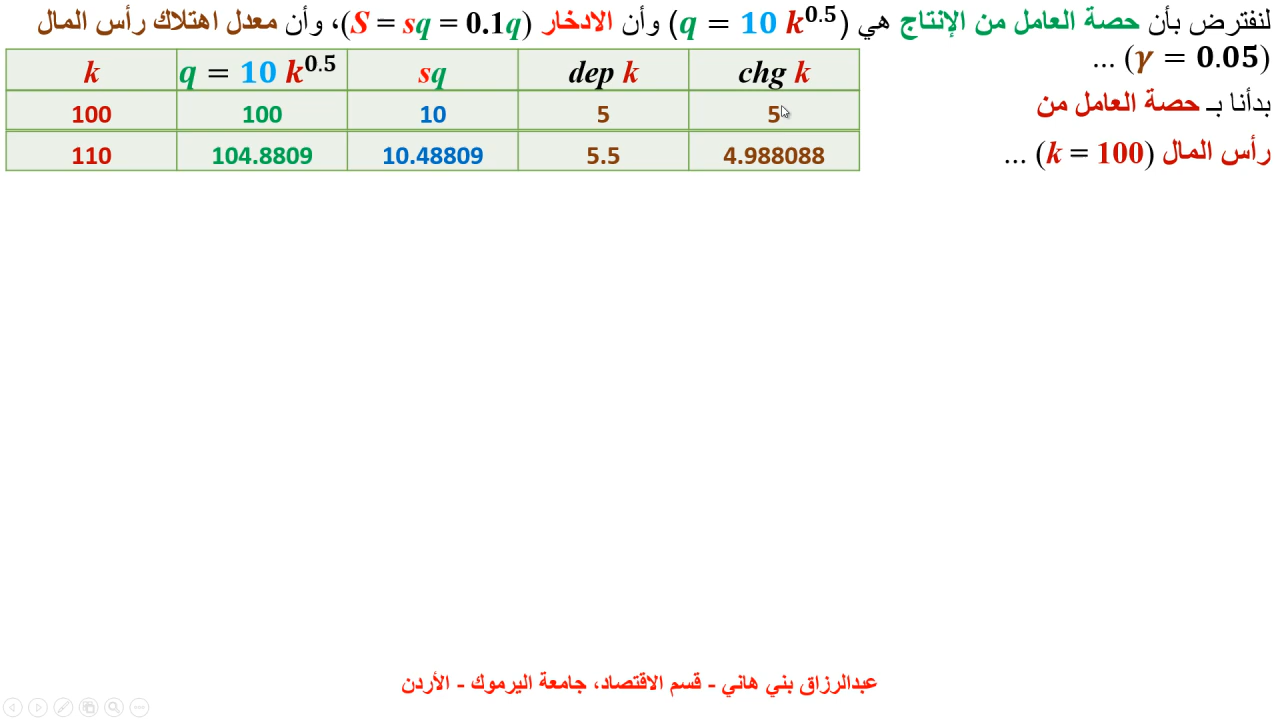 لنفترض بأن حصة العامل من الإنتاج هي (q = 10 k^0.5) وأن الادخار (S = sq = 0.1q)، وأن معدل اهتلاك رأس المال
(γ = 0.05) ...
بدأنا بـ حصة العامل من
رأس المال (k = 100) ...
k q = 10 k^0.5 sq dep k chg k
100 100 10 5 5
110 104.8809 10.48809 5.5 4.988088
عبدالرزاق بني هاني - قسم الاقتصاد، جامعة اليرموك - الأردن